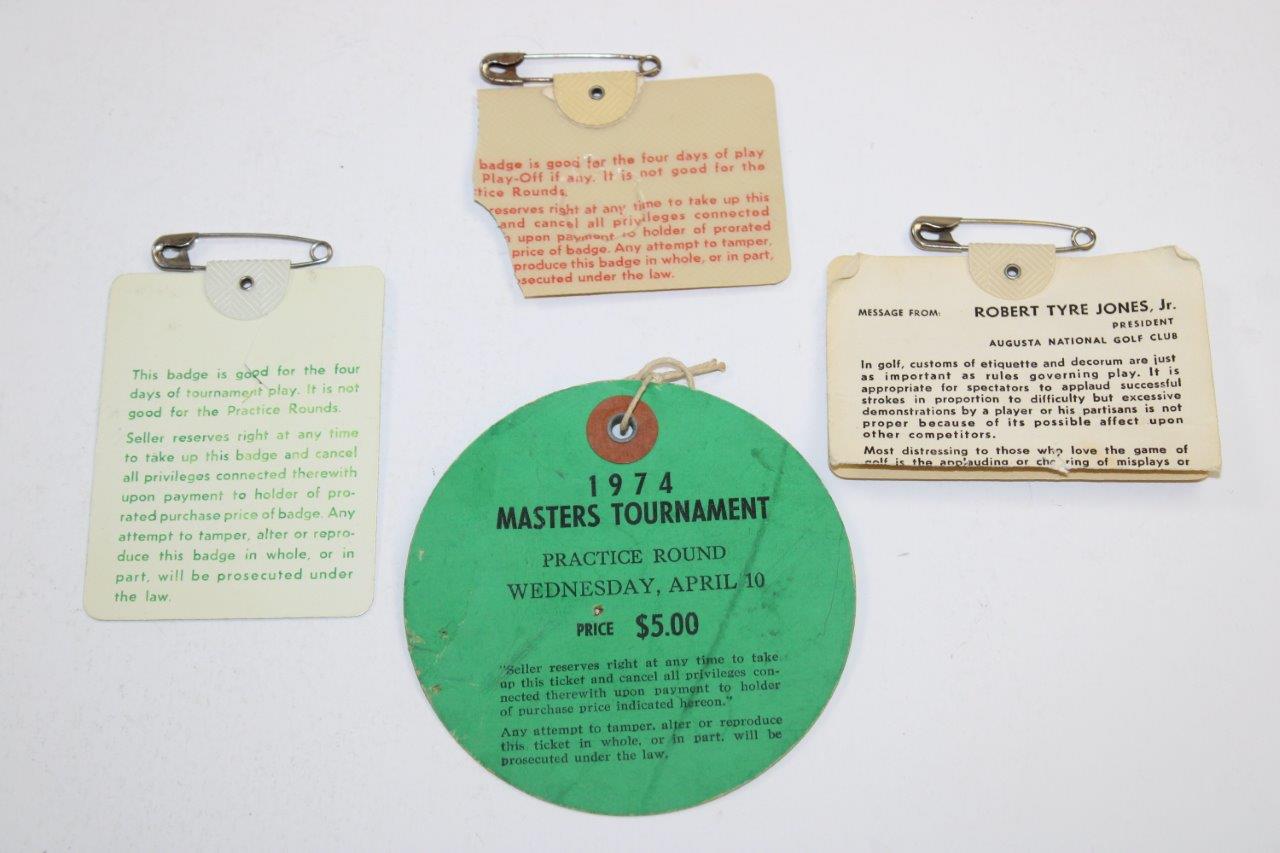 badge is good for the four days of play
Play-Off if any. It is not good for the
tice Rounds.
reserves right at any time to take up this
and cancel all privileges connected
upon payment to holder of prorated
price of badge. Any attempt to tamper,
produce this badge in whole, or in part,
secuted under the law.
This badge is good for the four
days of tournament play. It is not
good for the Practice Rounds.
Seller reserves right at any time
to take up this badge and cancel
all privileges connected therewith
upon payment to holder of pro-
rated purchase price of badge. Any
attempt to tamper, alter or repro-
duce this badge in whole, or in
part, will be prosecuted under
the law.
MESSAGE FROM: ROBERT TYRE JONES, Jr.
PRESIDENT
AUGUSTA NATIONAL GOLF CLUB
In golf, customs of etiquette and decorum are just
as important as rules governing play. It is
appropriate for spectators to applaud successful
strokes in proportion to difficulty but excessive
demonstrations by a player or his partisans is not
proper because of its possible affect upon
other competitors.
Most distressing to those who love the game of
golf is the applauding or cheering of misplays or
1974
MASTERS TOURNAMENT
PRACTICE ROUND
WEDNESDAY, APRIL 10
PRICE $5.00
"Seller reserves right at any time to take
up this ticket and cancel all privileges con-
nected therewith upon payment to holder
of purchase price indicated hereon."
Any attempt to tamper, alter or reproduce
this ticket in whole, or in part, will be
prosecuted under the law.